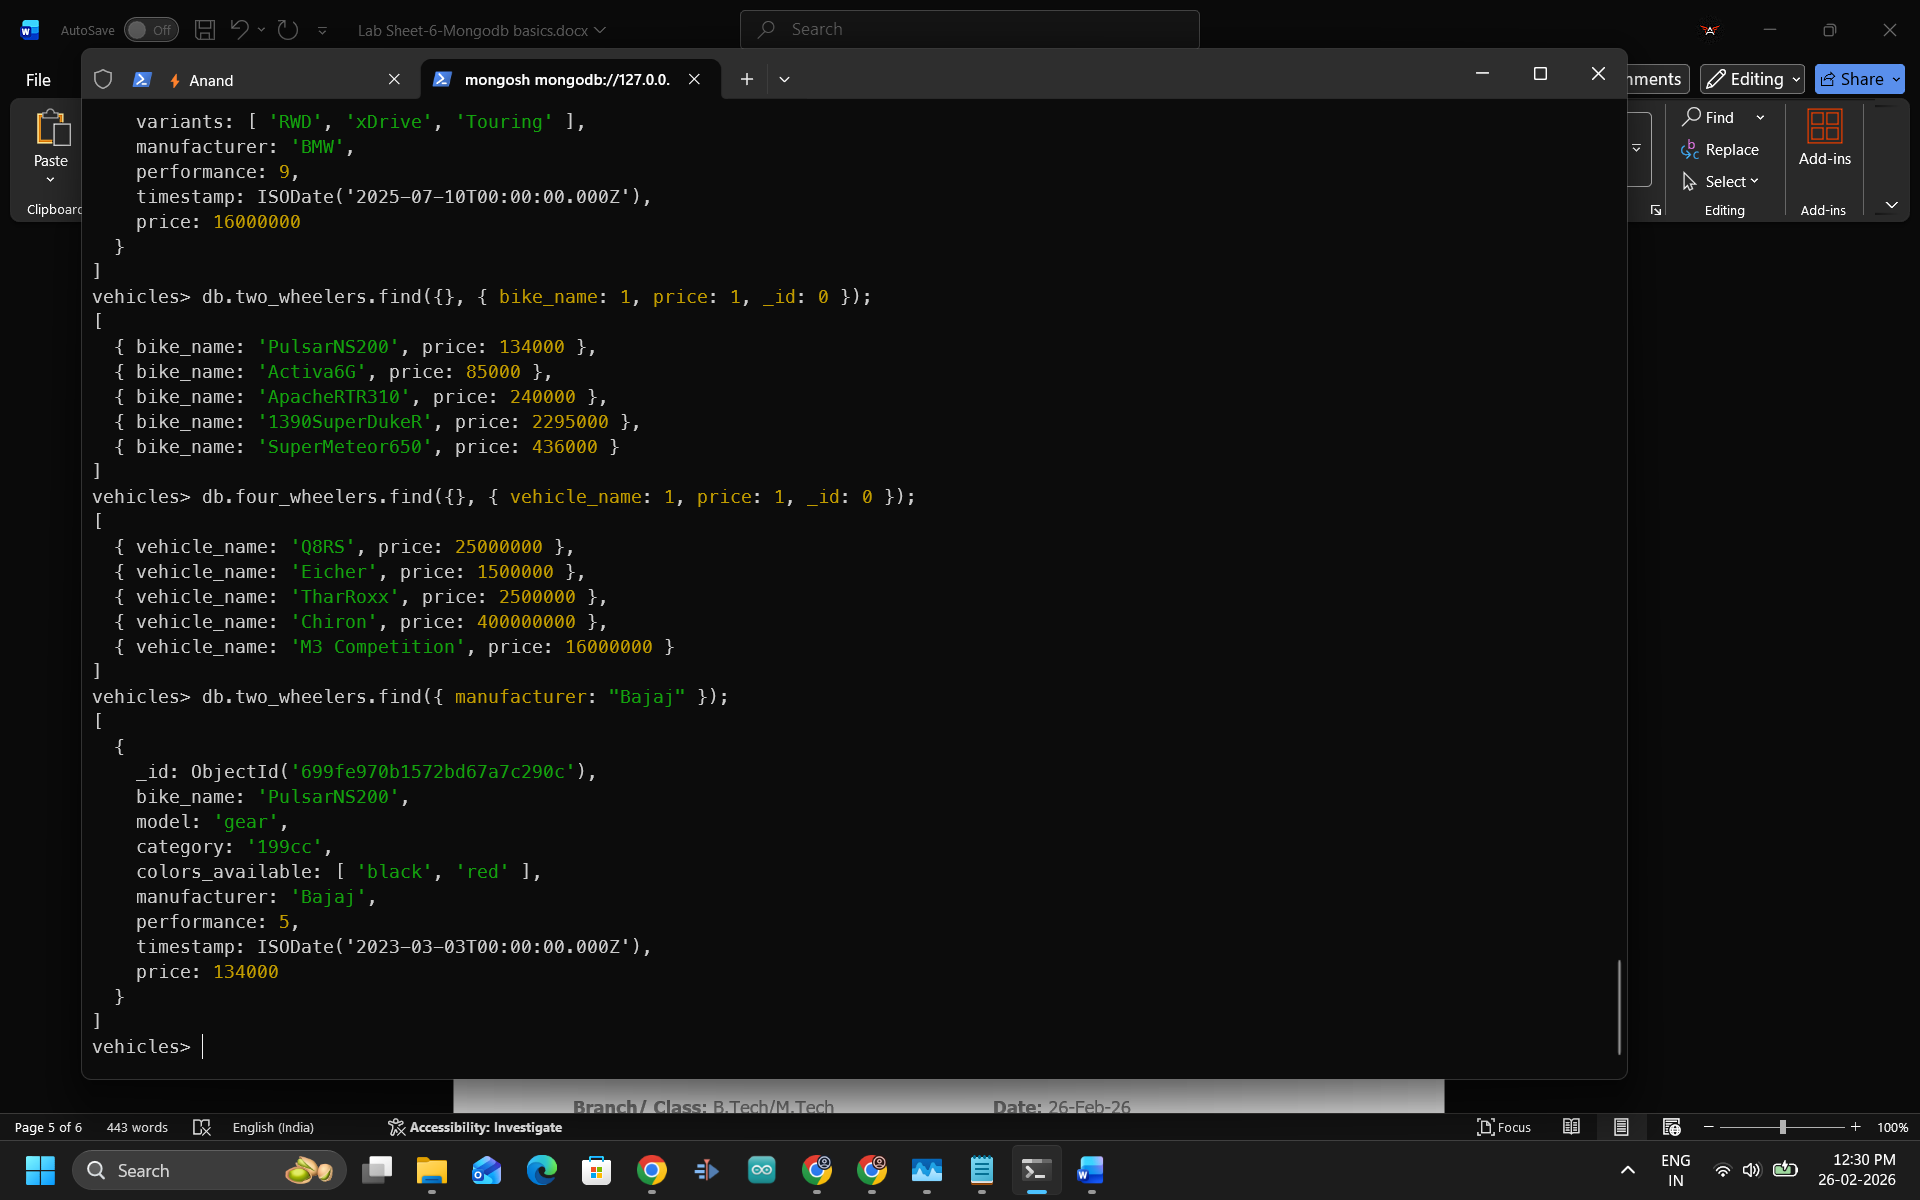 AutoSave Off Lab Sheet-6-Mongodb basics.docx Search
File Anand mongosh mongodb://127.0.0. Editing Share
Paste
Clipboard
Find
Replace
Select
Editing
Add-ins
Add-ins
variants: [ 'RWD', 'xDrive', 'Touring' ],
manufacturer: 'BMW',
performance: 9,
timestamp: ISODate('2025-07-10T00:00:00.000Z'),
price: 16000000
}
]
vehicles> db.two_wheelers.find({}, { bike_name: 1, price: 1, _id: 0 });
[
{ bike_name: 'PulsarNS200', price: 134000 },
{ bike_name: 'Activa6G', price: 85000 },
{ bike_name: 'ApacheRTR310', price: 240000 },
{ bike_name: '1390SuperDukeR', price: 2295000 },
{ bike_name: 'SuperMeteor650', price: 436000 }
]
vehicles> db.four_wheelers.find({}, { vehicle_name: 1, price: 1, _id: 0 });
[
{ vehicle_name: 'Q8RS', price: 25000000 },
{ vehicle_name: 'Eicher', price: 1500000 },
{ vehicle_name: 'TharRoxx', price: 2500000 },
{ vehicle_name: 'Chiron', price: 400000000 },
{ vehicle_name: 'M3 Competition', price: 16000000 }
]
vehicles> db.two_wheelers.find({ manufacturer: "Bajaj" });
[
{
_id: ObjectId('699fe970b1572bd67a7c290c'),
bike_name: 'PulsarNS200',
model: 'gear',
category: '199cc',
colors_available: [ 'black', 'red' ],
manufacturer: 'Bajaj',
performance: 5,
timestamp: ISODate('2023-03-03T00:00:00.000Z'),
price: 134000
}
]
vehicles>
Branch/ Class: B.Tech/M.Tech Date: 26-Feb-26
Page 5 of 6 443 words English (India) Accessibility: Investigate Focus 100%
Search ENG IN 12:30 PM 26-02-2026